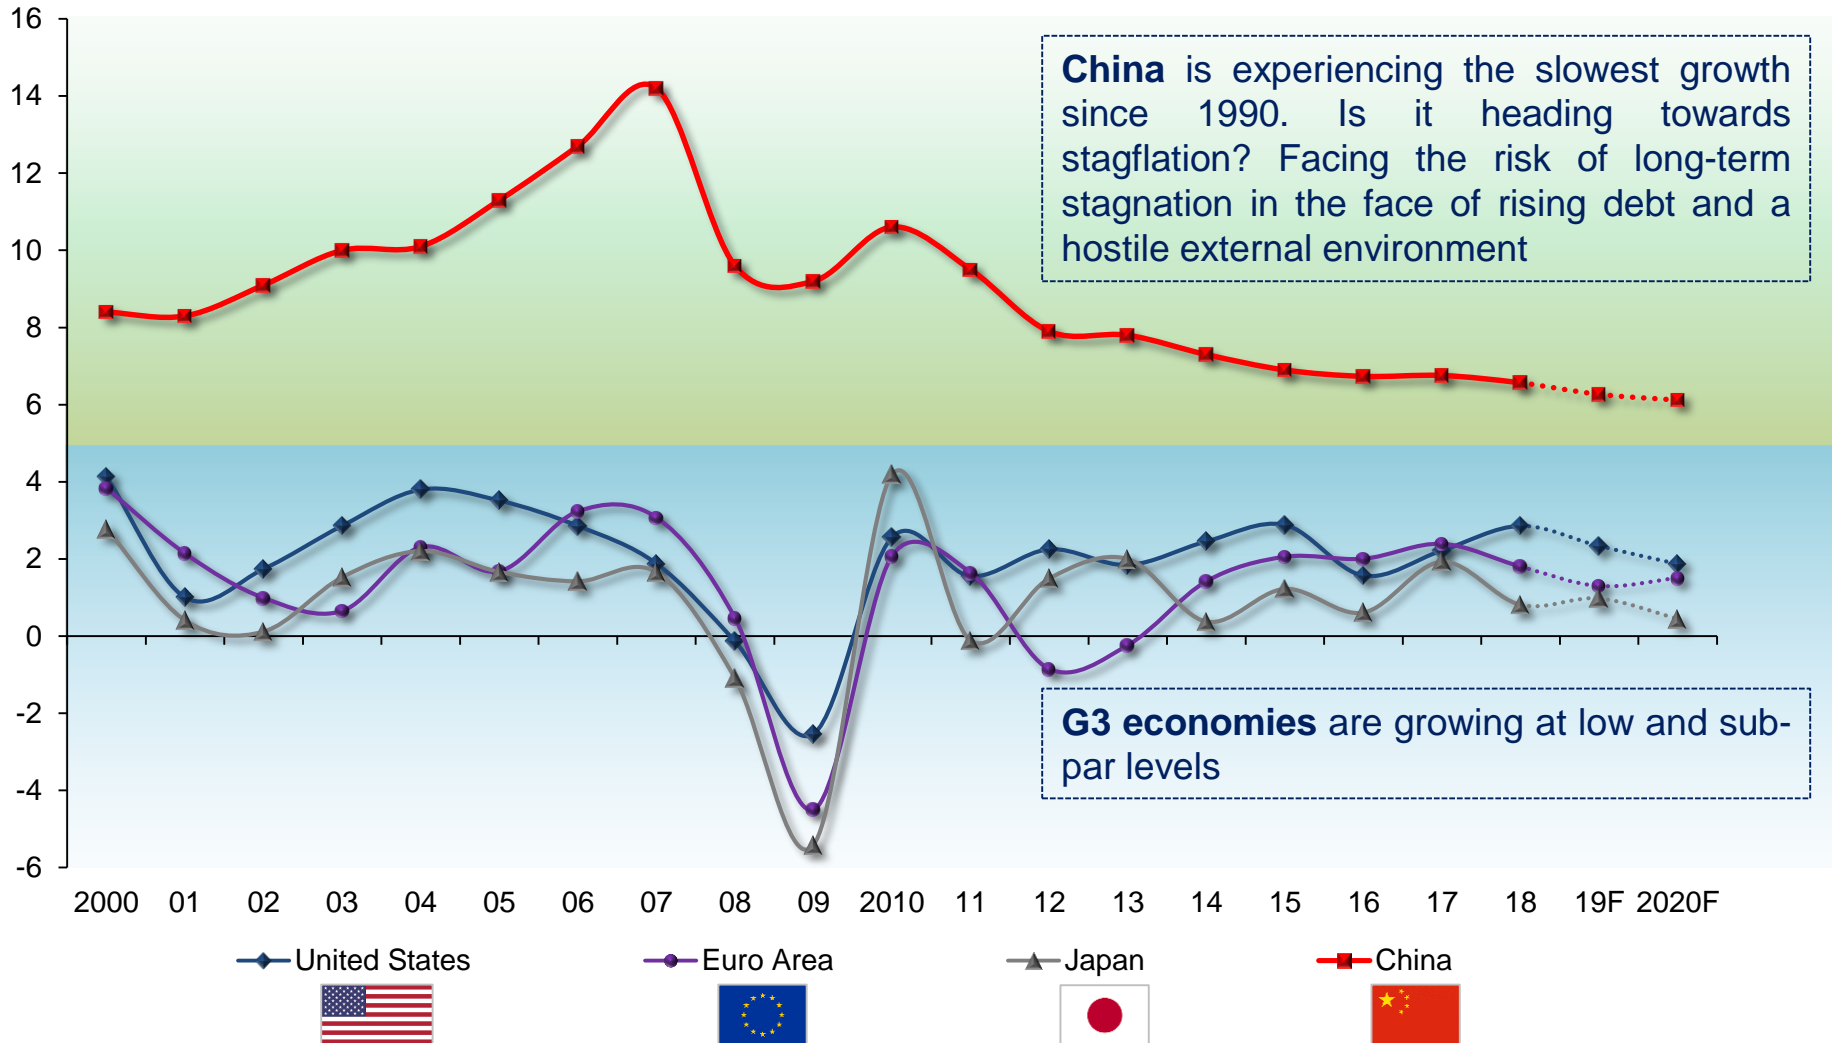 16
14
12
10
8
6
4
2
0
-2
-4
-6
China is experiencing the slowest growth
since 1990. Is it heading towards
stagflation? Facing the risk of long-term
stagnation in the face of rising debt and a
hostile external environment
G3 economies are growing at low and sub-
par levels
2000 01 02 03 04 05 06 07 08 09 2010 11 12 13 14 15 16 17 18 19F 2020F
United States Euro Area Japan China